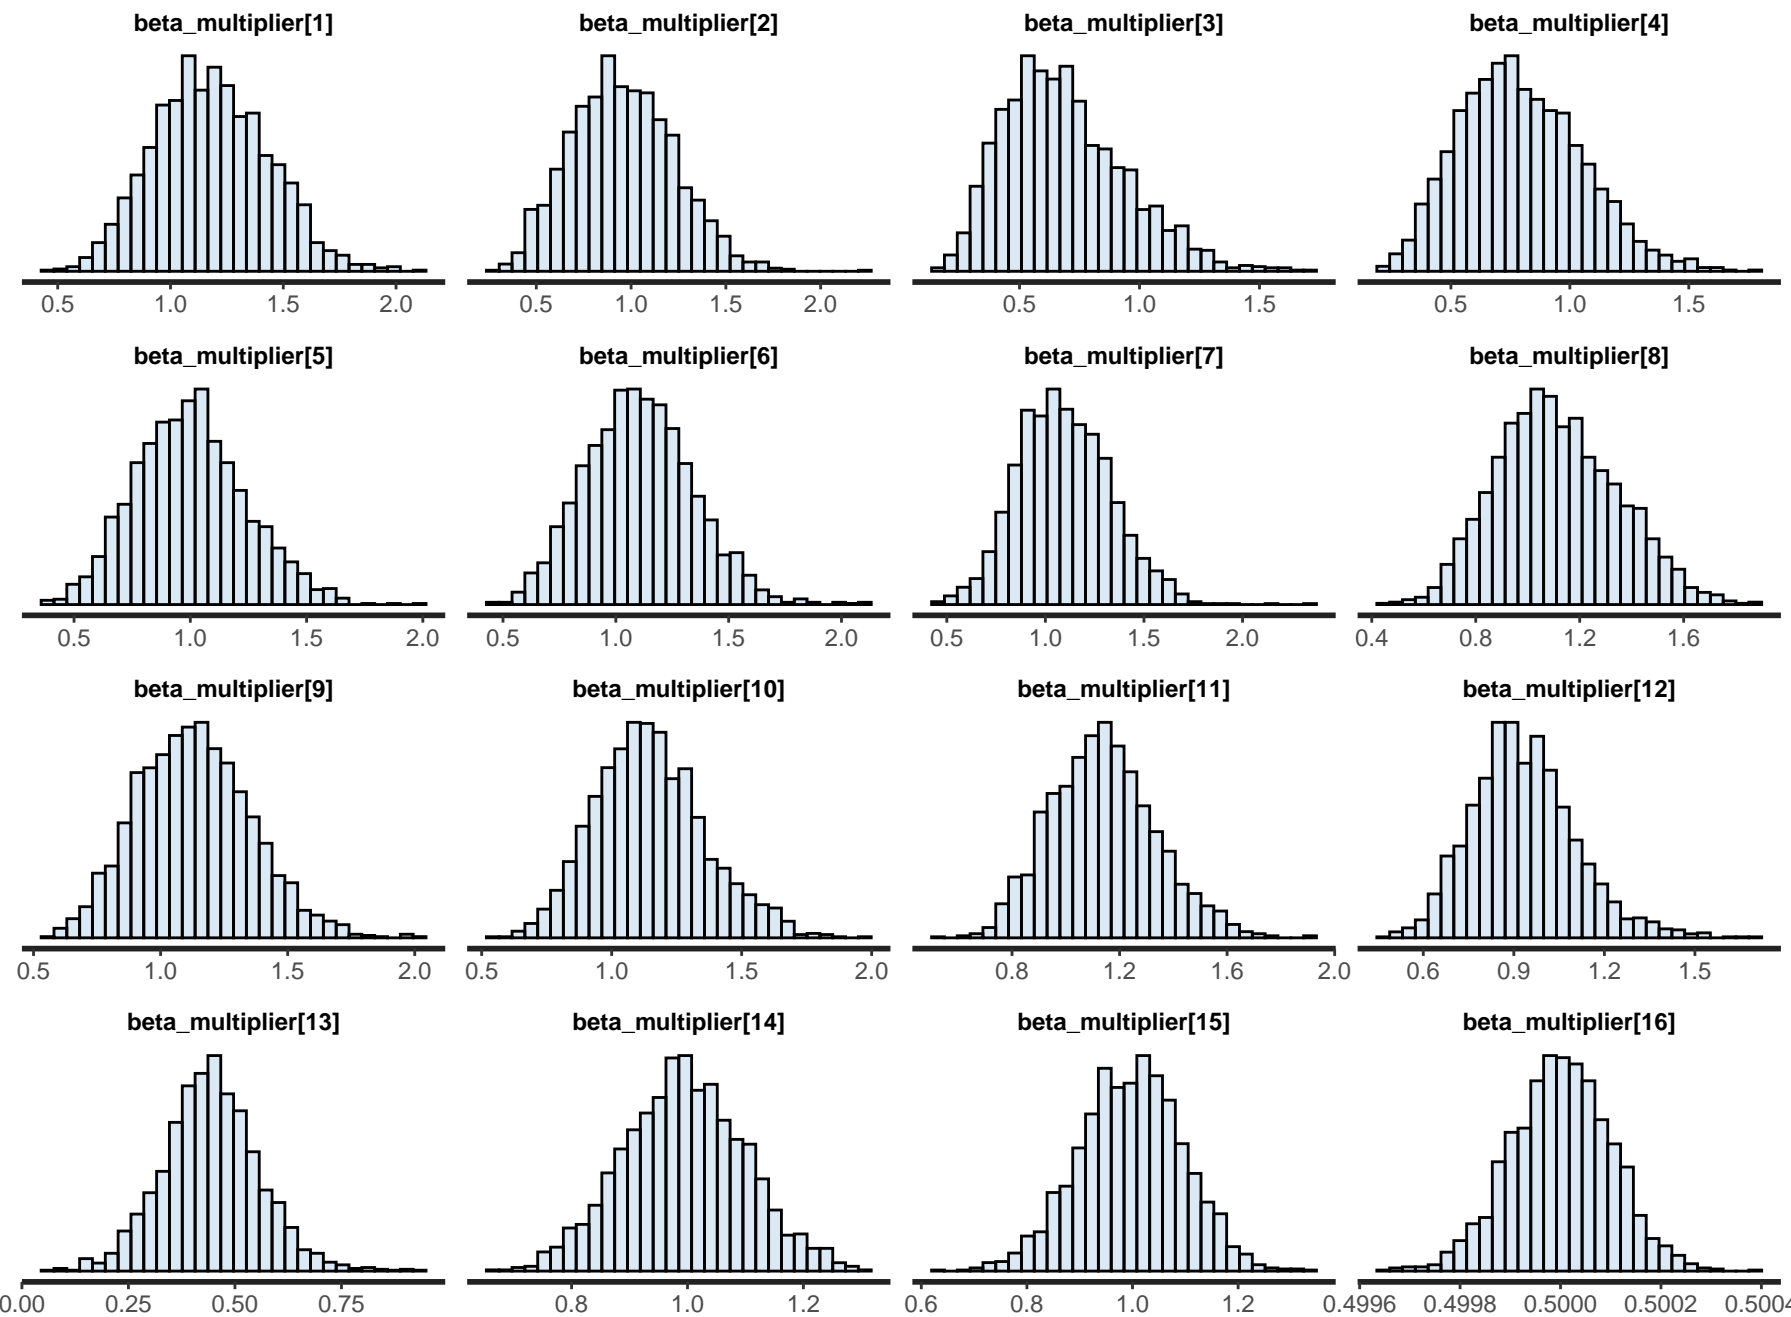 beta_multiplier[1] beta_multiplier[2] beta_multiplier[3] beta_multiplier[4]
0.5 1.0 1.5 2.0 0.5 1.0 1.5 2.0 0.5 1.0 1.5 0.5 1.0 1.5
beta_multiplier[5] beta_multiplier[6] beta_multiplier[7] beta_multiplier[8]
0.5 1.0 1.5 2.0 0.5 1.0 1.5 2.0 0.5 1.0 1.5 2.0 0.4 0.8 1.2 1.6
beta_multiplier[9] beta_multiplier[10] beta_multiplier[11] beta_multiplier[12]
0.5 1.0 1.5 2.0 0.5 1.0 1.5 2.0 0.8 1.2 1.6 2.0 0.6 0.9 1.2 1.5
beta_multiplier[13] beta_multiplier[14] beta_multiplier[15] beta_multiplier[16]
0.00 0.25 0.50 0.75 0.8 1.0 1.2 0.6 0.8 1.0 1.2 0.4996 0.4998 0.5000 0.5002 0.5004